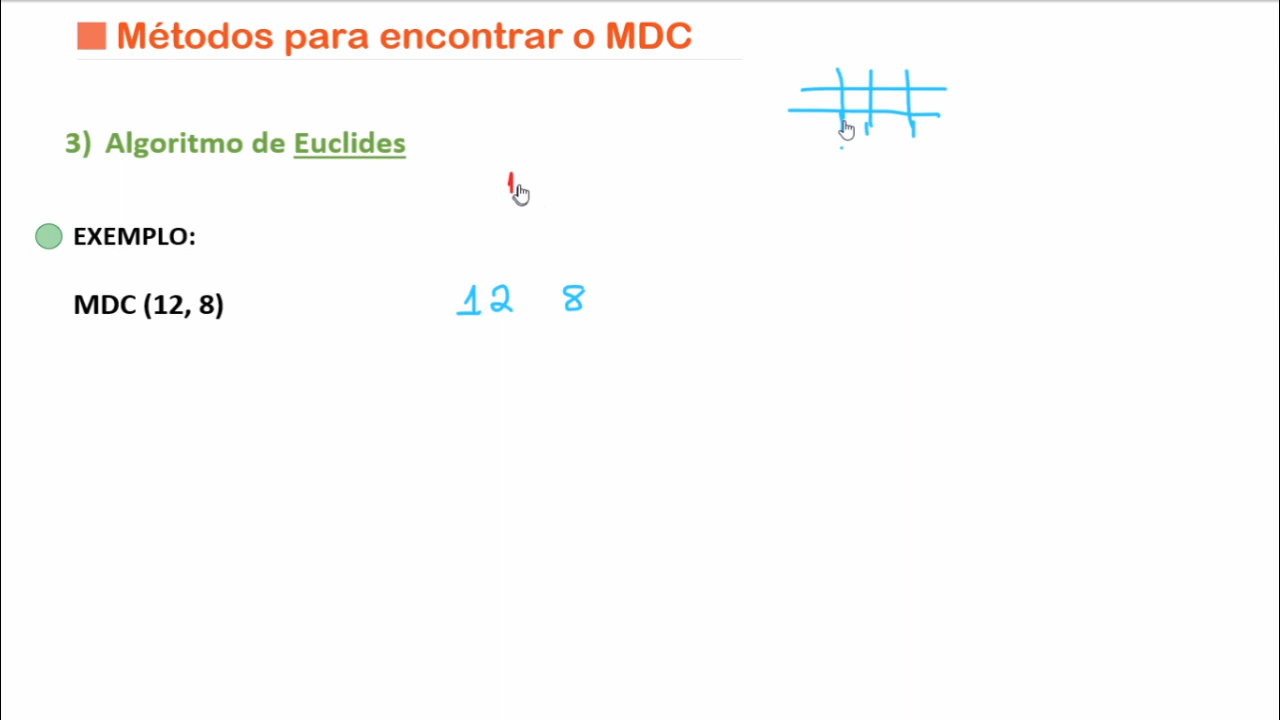 Métodos para encontrar o MDC
3) Algoritmo de Euclides
EXEMPLO:
MDC (12, 8)
12 8